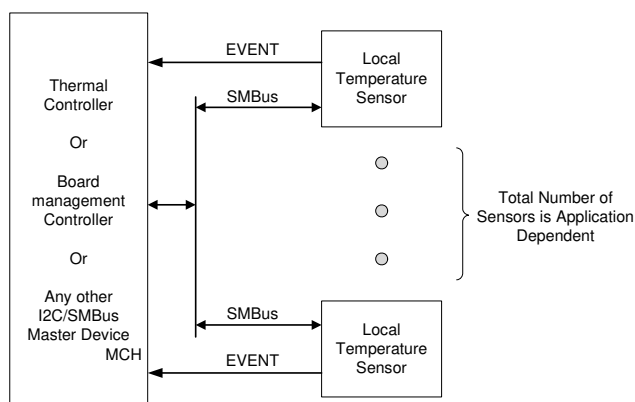 Thermal
Controller
Or
Board
management
Controller
Or
Any other
I2C/SMBus
Master Device
MCH
EVENT
SMBus
Local
Temperature
Sensor
Total Number of
Sensors is Application
Dependent
SMBus
EVENT
Local
Temperature
Sensor